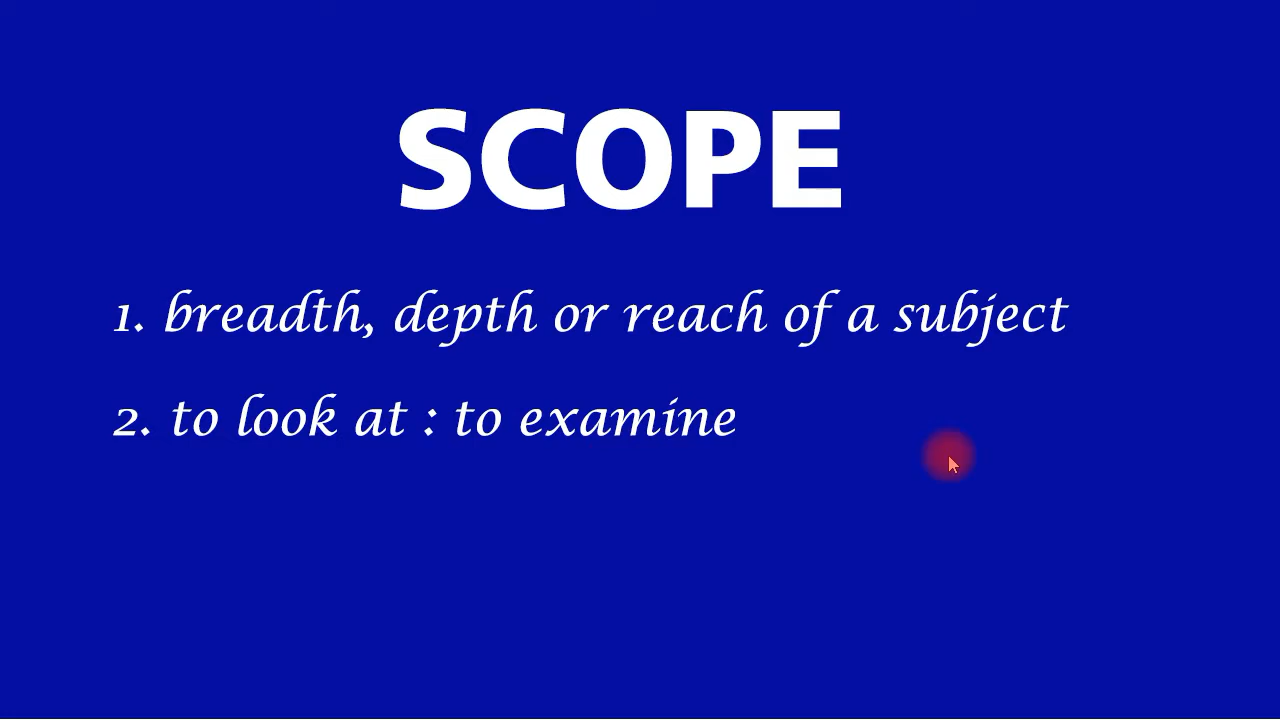 SCOPE
1. breadth, depth or reach of a subject
2. to look at : to examine